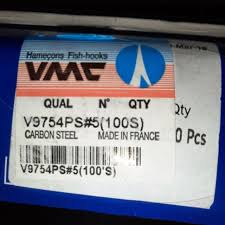 Hameçons Fish-hooks
VMC
QUAL N° QTY
V9754PS#5(100S)
CARBON STEEL MADE IN FRANCE
V9754PS#5(100'S)
Qty
0 Pcs